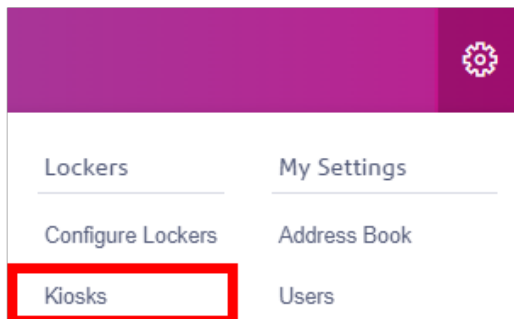 Lockers
Configure Lockers
Kiosks
My Settings
Address Book
Users